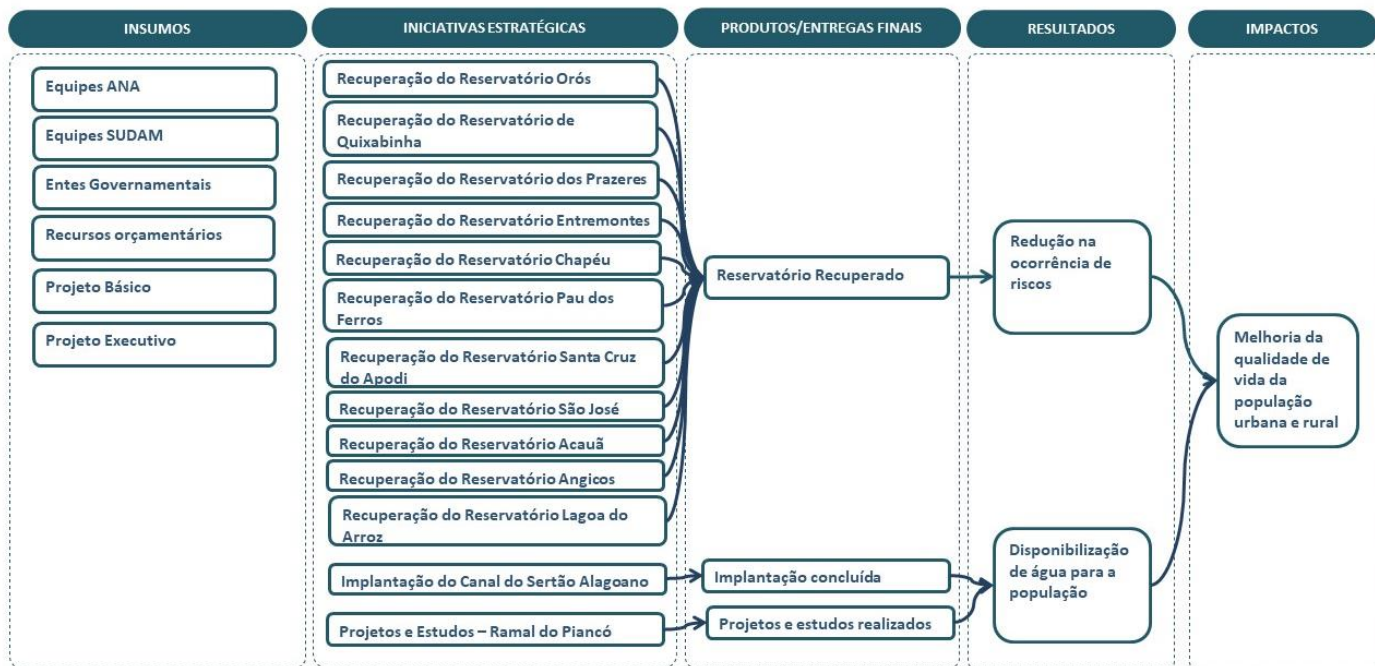 INSUMOS
INICIATIVAS ESTRATÉGICAS
PRODUTOS/ENTREGAS FINAIS
RESULTADOS
IMPACTOS
Equipes ANA
Equipes SUDAM
Entes Governamentais
Recursos orçamentários
Projeto Básico
Projeto Executivo
Recuperação do Reservatório Orós
Recuperação do Reservatório de
Quixabinha
Recuperação do Reservatório dos Prazeres
Recuperação do Reservatório Entremontes
Recuperação do Reservatório Chapéu
Recuperação do Reservatório Pau dos
Ferros
Recuperação do Reservatório Santa Cruz
do Apodi
Recuperação do Reservatório São José
Recuperação do Reservatório Acauã
Recuperação do Reservatório Angicos
Recuperação do Reservatório Lagoa do
Arroz
Implantação do Canal do Sertão Alagoano
Projetos e Estudos – Ramal do Piancó
Reservatório Recuperado
Implantação concluída
Projetos e estudos realizados
Redução na
ocorrência de
riscos
Disponibilização
de água para a
população
Melhoria da
qualidade de
vida da
população
urbana e rural